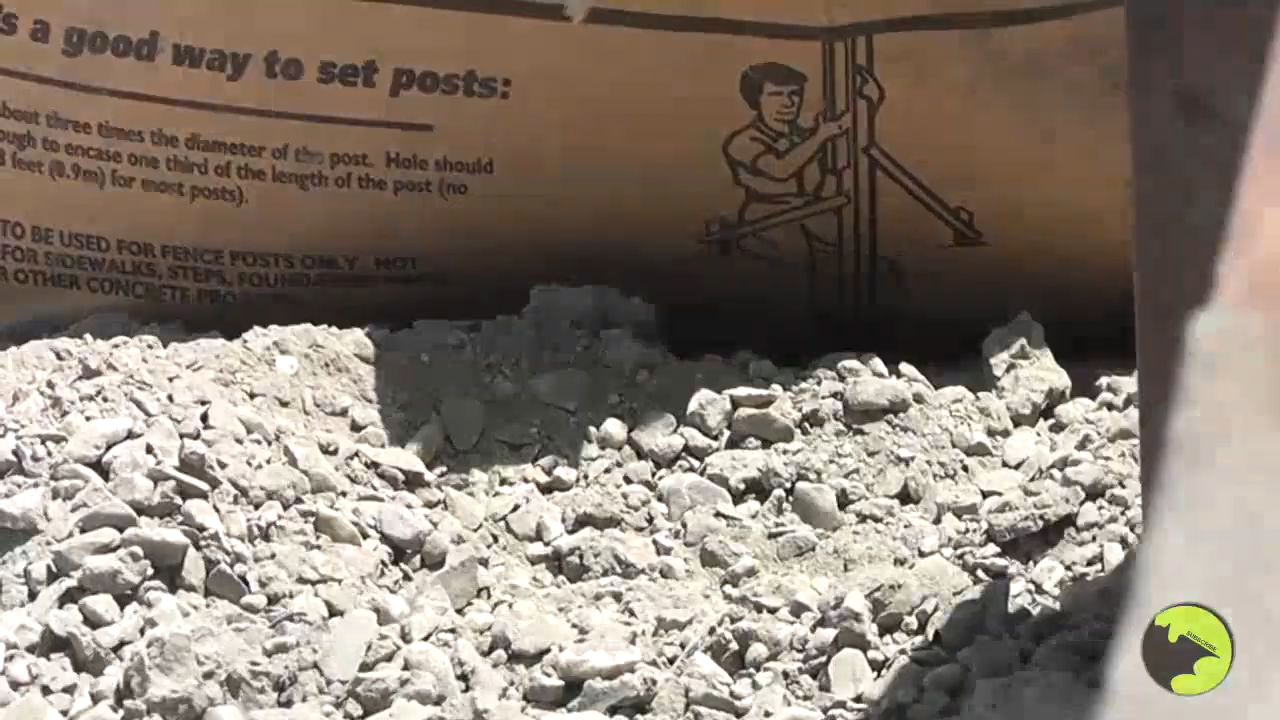 's a good way to set posts:
about three times the diameter of the post. Hole should
ough to encase one third of the length of the post (no
3 feet (0.9m) for most posts).
TO BE USED FOR FENCE POSTS ONLY NOT
FOR SIDEWALKS, STEPS,
R OTHER CONCRETE PRO
SUBSCRIBE